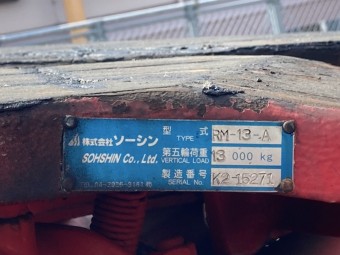 株式会社 ソーシン
SOHSHIN Co., Ltd.
型 式 TYPE RM-13-A
第五輪荷重 VERTICAL LOAD 13 000 kg
製造番号 SERIAL No. K2-16271